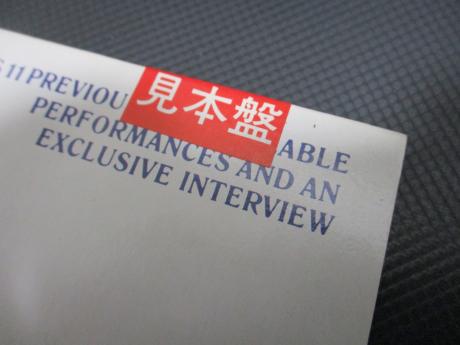 11 PREVIOU 見本盤 ABLE
PERFORMANCES AND AN
EXCLUSIVE INTERVIEW